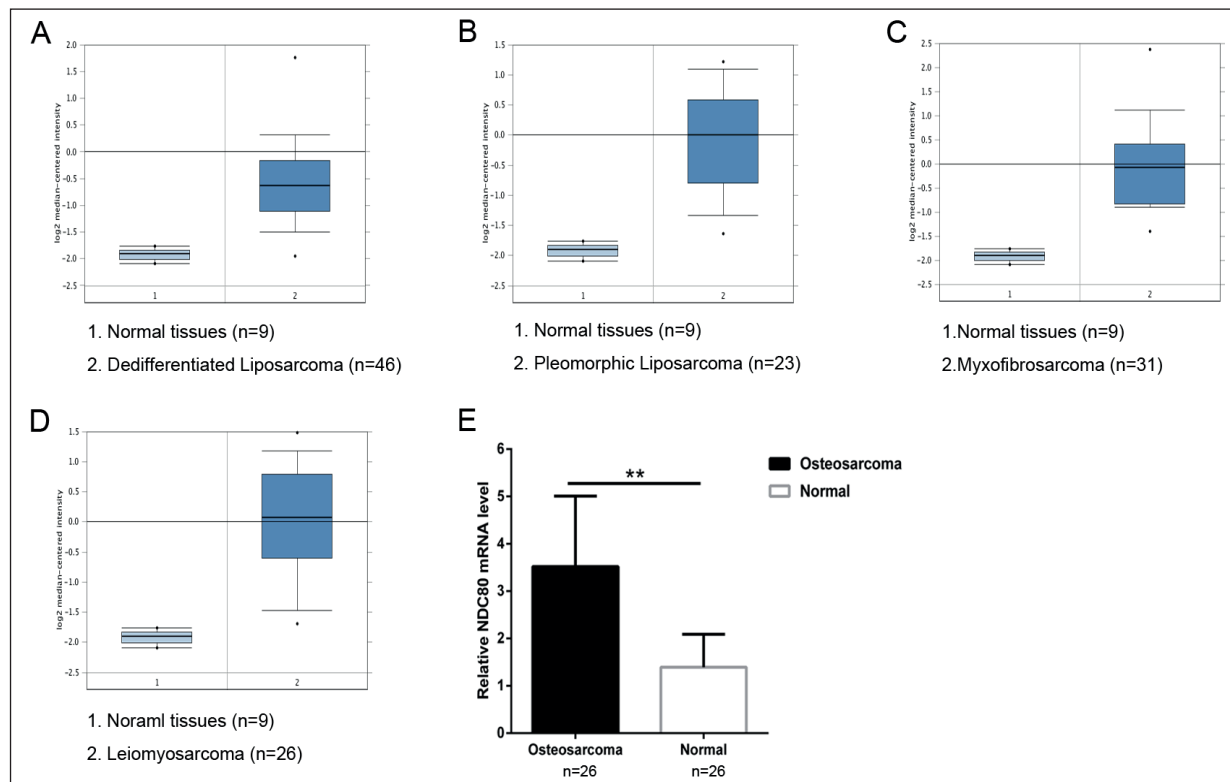 A
log2 median-centered intensity
2.0
1.5
1.0
0.5
0.0
-0.5
-1.0
-1.5
-2.0
-2.5
1
2
1. Normal tissues (n=9)
2. Dedifferentiated Liposarcoma (n=46)
B
log2 median-centered intensity
1.5
1.0
0.5
0.0
-0.5
-1.0
-1.5
-2.0
-2.5
1
2
1. Normal tissues (n=9)
2. Pleomorphic Liposarcoma (n=23)
C
log2 median-centered intensity
2.5
2.0
1.5
1.0
0.5
0.0
-0.5
-1.0
-1.5
-2.0
-2.5
1
2
1.Normal tissues (n=9)
2.Myxofibrosarcoma (n=31)
D
log2 median-centered intensity
1.5
1.0
0.5
0.0
-0.5
-1.0
-1.5
-2.0
-2.5
1
2
1. Noraml tissues (n=9)
2. Leiomyosarcoma (n=26)
E
Relative NDC80 mRNA level
6
5
4
3
2
1
0
**
Osteosarcoma
Normal
Osteosarcoma
n=26
Normal
n=26